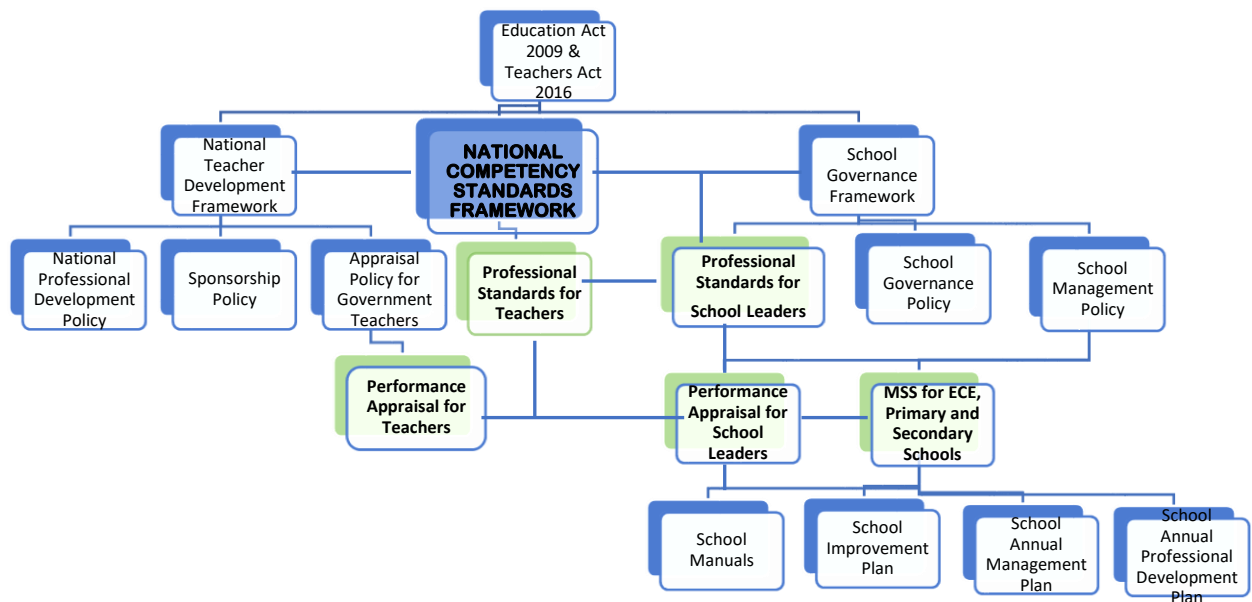 Education Act
2009 &
Teachers Act
2016
National
Teacher
Development
Framework
NATIONAL
COMPETENCY
STANDARDS
FRAMEWORK
School
Governance
Framework
National
Professional
Development
Policy
Sponsorship
Policy
Appraisal
Policy for
Government
Teachers
Professional
Standards for
Teachers
Professional
Standards for
School Leaders
School
Governance
Policy
School
Management
Policy
Performance
Appraisal for
Teachers
Performance
Appraisal for
School
Leaders
MSS for ECE,
Primary and
Secondary
Schools
School
Manuals
School
Improvement
Plan
School
Annual
Management
Plan
School
Annual
Professional
Development
Plan